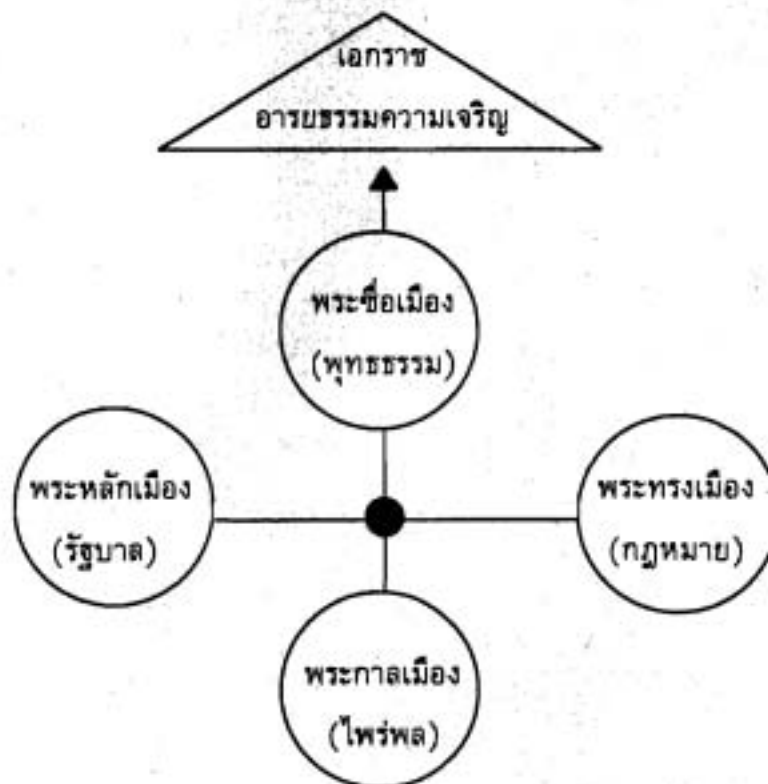 เอกราช
อารยธรรมความเจริญ
พระซื่อเมือง
(พุทธธรรม)
พระหลักเมือง
(รัฐบาล)
พระทรงเมือง
(กฎหมาย)
พระกาลเมือง
(ไพร่พล)